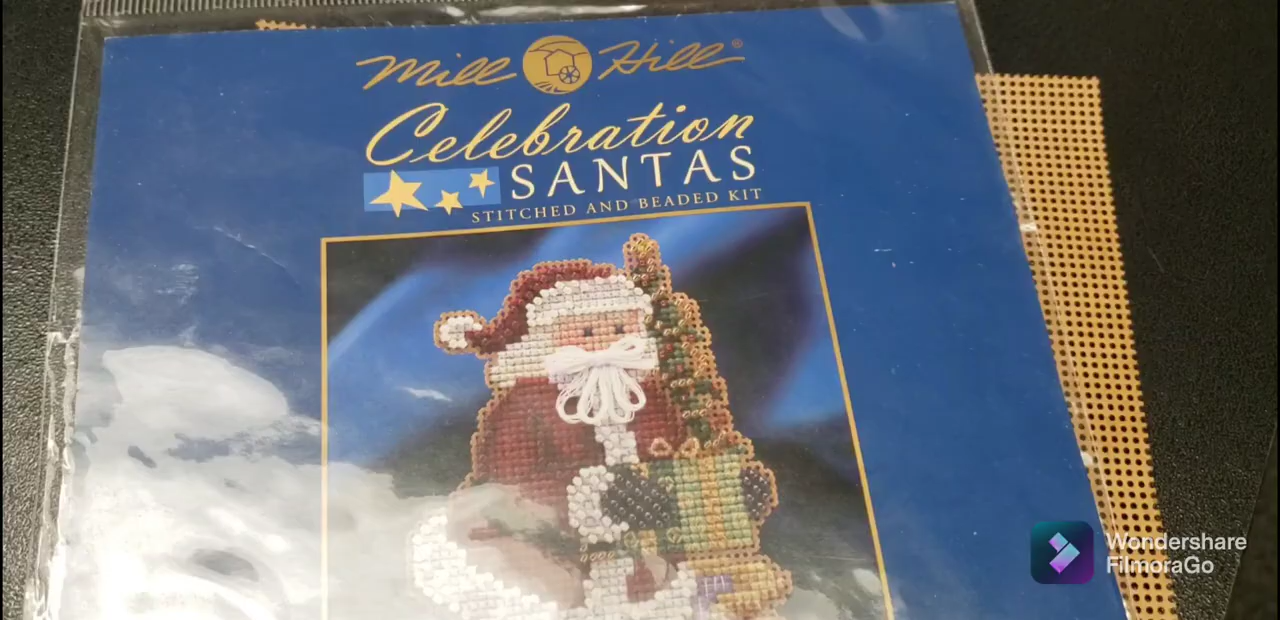 Mill Hill®
Celebration
SANTAS
STITCHED AND BEADED KIT
Wondershare
FilmoraGo